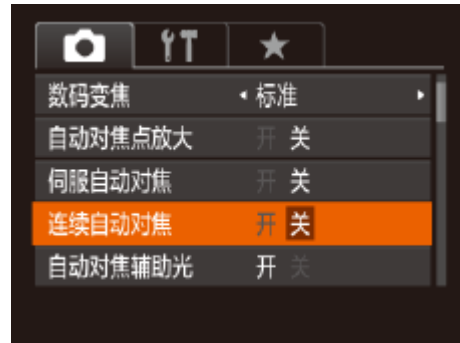 数码变焦 标准
自动对焦点放大 开 关
伺服自动对焦 开 关
连续自动对焦 开 关
自动对焦辅助光 开 关